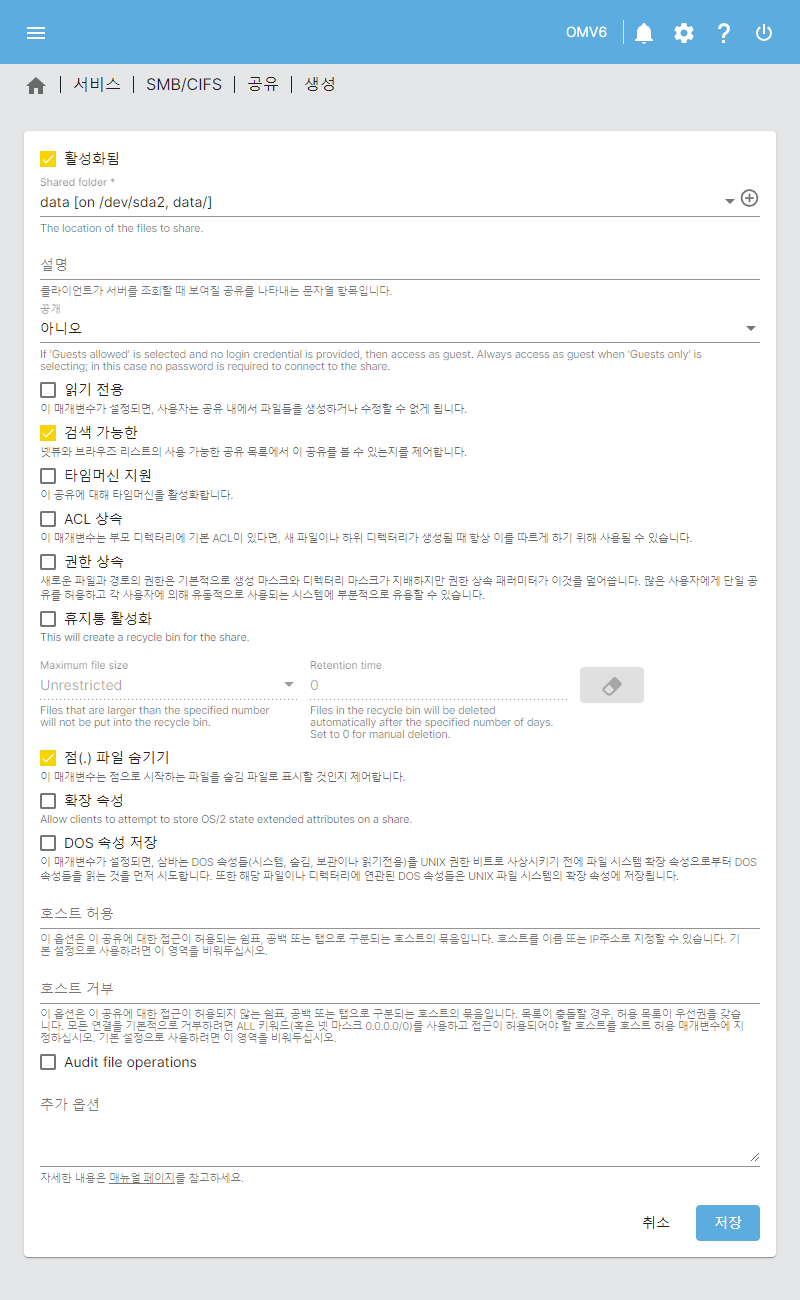 OMV6
서비스 | SMB/CIFS | 공유 | 생성
활성화됨
Shared folder *
data [on /dev/sda2, data/]
The location of the files to share.
설명
클라이언트가 서버를 조회할 때 보여질 공유를 나타내는 문자열 항목입니다.
공개
아니오
If 'Guests allowed' is selected and no login credential is provided, then access as guest. Always access as guest when 'Guests only' is
selecting; in this case no password is required to connect to the share.
읽기 전용
이 매개변수가 설정되면, 사용자는 공유 내에서 파일들을 생성하거나 수정할 수 없게 됩니다.
검색 가능한
넷뷰와 브라우즈 리스트의 사용 가능한 공유 목록에서 이 공유를 볼 수 있는지를 제어합니다.
타임머신 지원
이 공유에 대해 타임머신을 활성화합니다.
ACL 상속
이 매개변수는 부모 디렉터리에 기본 ACL이 있다면, 새 파일이나 하위 디렉터리가 생성될 때 항상 이를 따르게 하기 위해 사용될 수 있습니다.
권한 상속
새로운 파일과 경로의 권한은 기본적으로 생성 마스크와 디렉터리 마스크가 지배하지만 권한 상속 패러미터가 이것을 덮어씁니다. 많은 사용자에게 단일 공
유를 허용하고 각 사용자에 의해 유동적으로 사용되는 시스템에 부분적으로 유용할 수 있습니다.
휴지통 활성화
This will create a recycle bin for the share.
Maximum file size
Unrestricted
Files that are larger than the specified number
will not be put into the recycle bin.
Retention time
0
Files in the recycle bin will be deleted
automatically after the specified number of days.
Set to 0 for manual deletion.
점(.) 파일 숨기기
이 매개변수는 점으로 시작하는 파일을 숨김 파일로 표시할 것인지 제어합니다.
확장 속성
Allow clients to attempt to store OS/2 state extended attributes on a share.
DOS 속성 저장
이 매개변수가 설정되면, 삼바는 DOS 속성들(시스템, 숨김, 보관이나 읽기전용)을 UNIX 권한 비트로 사상시키기 전에 파일 시스템 확장 속성으로부터 DOS
속성들을 읽는 것을 먼저 시도합니다. 또한 해당 파일이나 디렉터리에 연관된 DOS 속성들은 UNIX 파일 시스템의 확장 속성에 저장됩니다.
호스트 허용
이 옵션은 이 공유에 대한 접근이 허용되는 쉼표, 공백 또는 탭으로 구분되는 호스트의 묶음입니다. 호스트를 이름 또는 IP주소로 지정할 수 있습니다. 기
본 설정으로 사용하려면 이 영역을 비워두십시오.
호스트 거부
이 옵션은 이 공유에 대한 접근이 허용되지 않는 쉼표, 공백 또는 탭으로 구분되는 호스트의 묶음입니다. 목록이 충돌할 경우, 허용 목록이 우선권을 갖습
니다. 모든 연결을 기본적으로 거부하려면 ALL 키워드(혹은 넷 마스크 0.0.0.0/0)를 사용하고 접근이 허용되어야 할 호스트를 호스트 허용 매개변수에 지
정하십시오. 기본 설정으로 사용하려면 이 영역을 비워두십시오.
Audit file operations
추가 옵션
자세한 내용은 매뉴얼 페이지를 참고하세요.
취소 저장